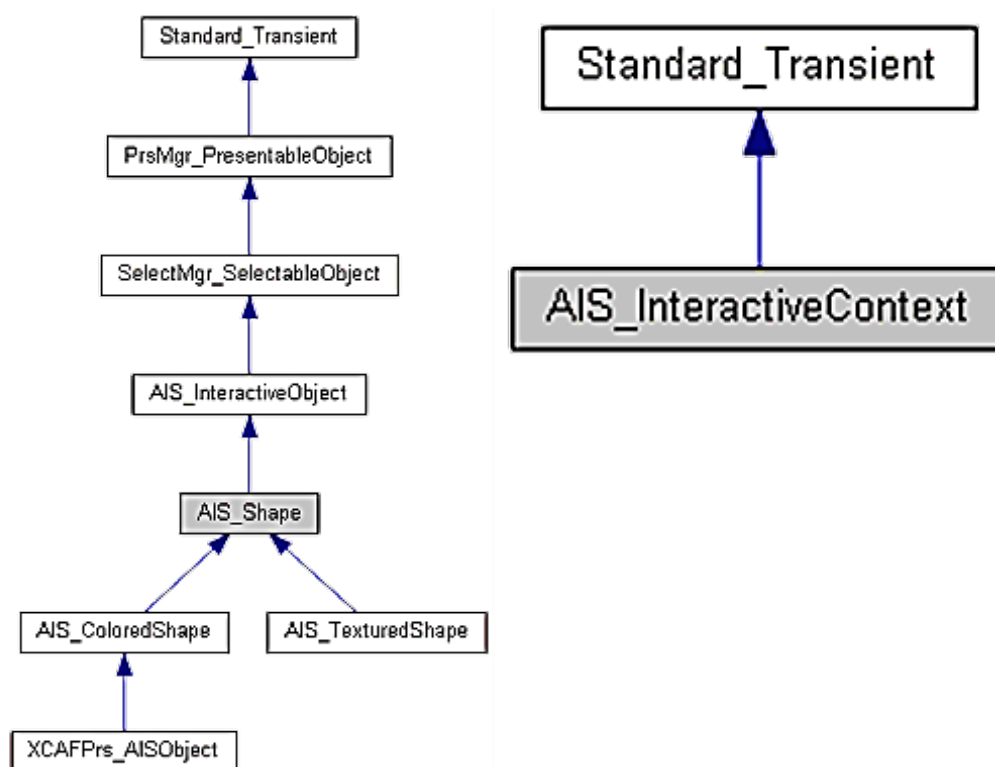 Standard_Transient
PrsMgr_PresentableObject
SelectMgr_SelectableObject
AIS_InteractiveObject
AIS_Shape
AIS_ColoredShape
AIS_TexturedShape
XCAFPrs_AISObject
Standard_Transient
AIS_InteractiveContext